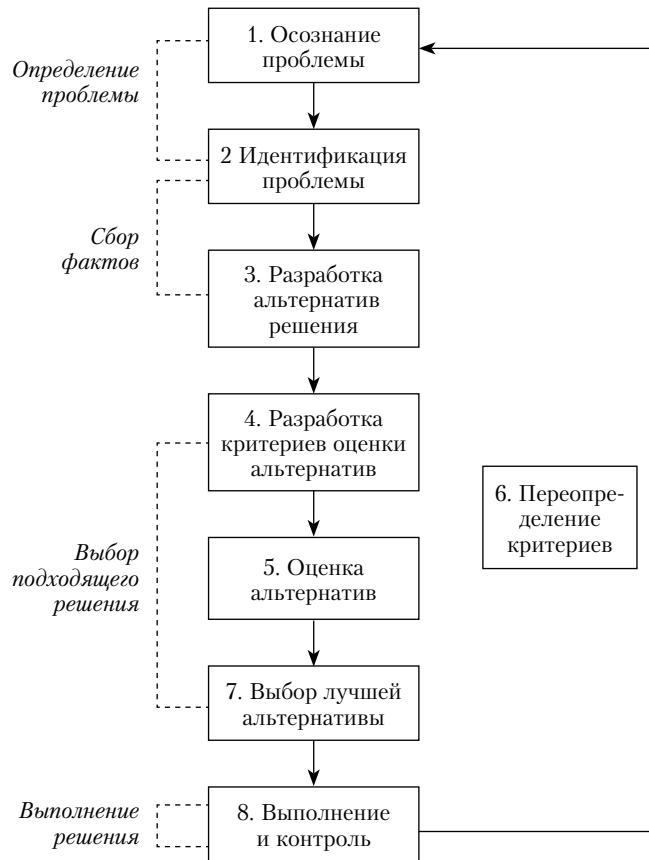 1. Осознание
проблемы
Определение
проблемы
2 Идентификация
проблемы
Сбор
фактов
3. Разработка
альтернатив
решения
4. Разработка
критериев оценки
альтернатив
6. Переопре-
деление
критериев
Выбор
подходящего
решения
5. Оценка
альтернатив
7. Выбор лучшей
альтернативы
Выполнение
решения
8. Выполнение
и контроль